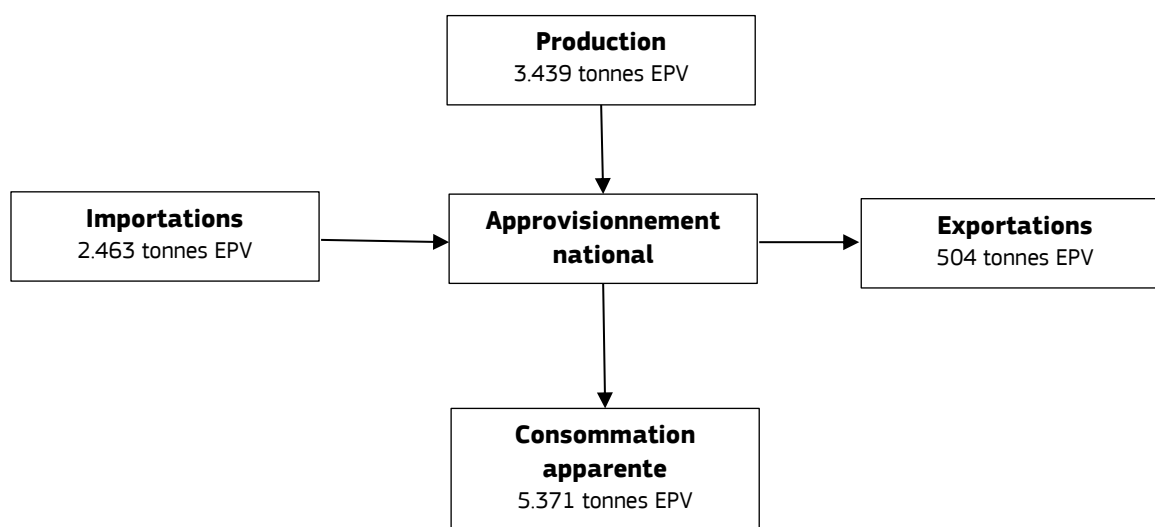 Production
3.439 tonnes EPV
Importations
2.463 tonnes EPV
Approvisionnement
national
Exportations
504 tonnes EPV
Consommation
apparente
5.371 tonnes EPV